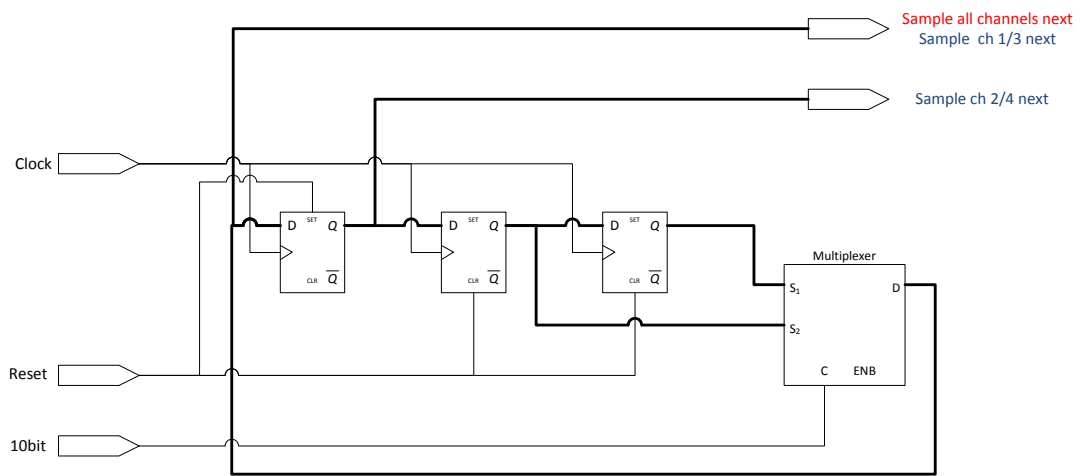 Sample all channels next
Sample ch 1/3 next
Sample ch 2/4 next
Clock
D SET Q
CLR Q
D SET Q
CLR Q
D SET Q
CLR Q
Multiplexer
S1 D
S2
C ENB
Reset
10bit